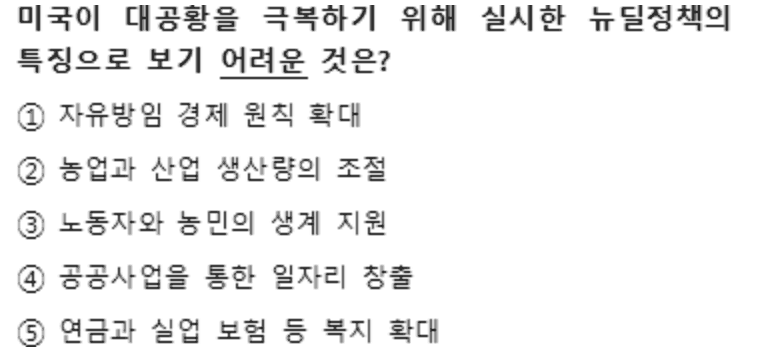 미국이 대공황을 극복하기 위해 실시한 뉴딜정책의
특징으로 보기 어려운 것은?
① 자유방임 경제 원칙 확대
② 농업과 산업 생산량의 조절
③ 노동자와 농민의 생계 지원
④ 공공사업을 통한 일자리 창출
⑤ 연금과 실업 보험 등 복지 확대